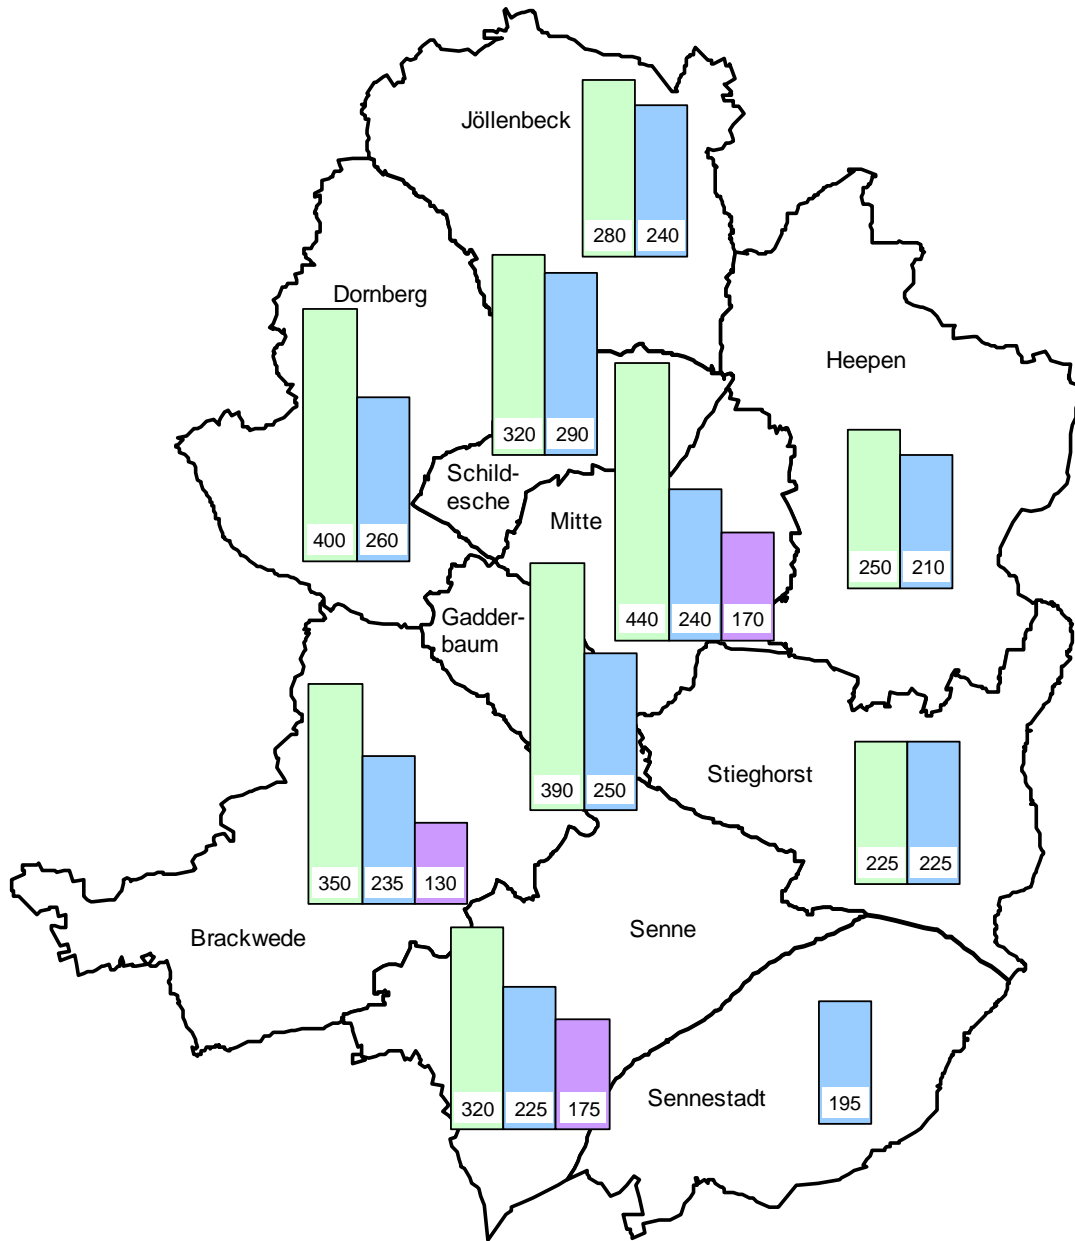 Jöllenbeck
280 240
Dornberg
Heepen
320 290
Schild-
esche
Mitte
400 260
250 210
Gadder-
baum
440 240 170
Stieghorst
390 250
225 225
350 235 130
Brackwede
Senne
Sennestadt
195
320 225 175